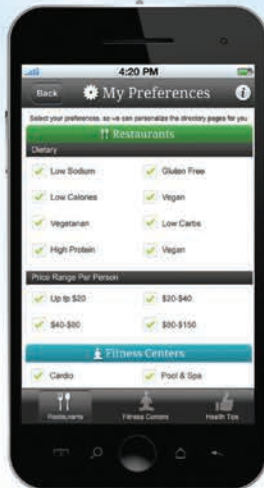 4:20 PM
Back My Preferences i
Select your preferences, so we can personalize the directory pages for you
Restaurants
Dietary
Low Sodium Gluten Free
Low Calories Vegan
Vegetarian Low Carbs
High Protein Vegan
Price Range Per Person
Up tp $20 $20-$40
$40-$80 $80-$150
Fitness Centers
Cardio Pool & Spa
Restaurants Fitness Centers Health Tips